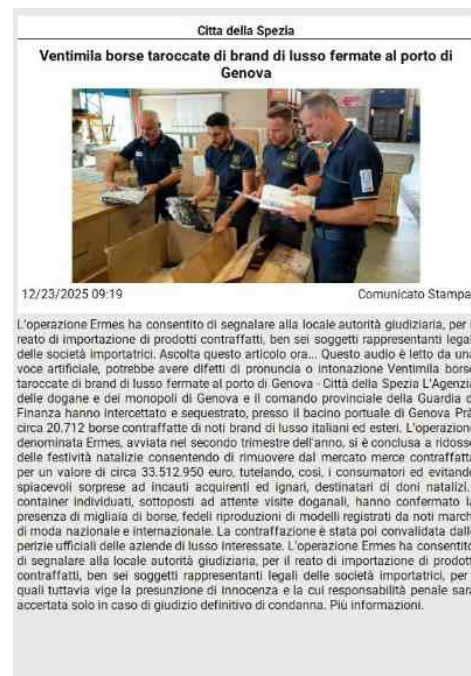 Citta della Spezia
Ventimila borse taroccate di brand di lusso fermate al porto di
Genova
12/23/2025 09:19
Comunicato Stampa
L'operazione Ermes ha consentito di segnalare alla locale autorità giudiziaria, per
reato di importazione di prodotti contraffatti, ben sei soggetti rappresentanti legal
delle società importatrici. Ascolta questo articolo ora... Questo audio è letto da una
voce artificiale, potrebbe avere difetti di pronuncia o intonazione Ventimila borse
taroccate di brand di lusso fermate al porto di Genova - Città della Spezia L'Agenzia
delle dogane e dei monopoli di Genova e il comando provinciale della Guardia d
Finanza hanno intercettato e sequestrato, presso il bacino portuale di Genova Prà,
circa 20.712 borse contraffatte di noti brand di lusso italiani ed esteri. L'operazione
denominata Ermes, avviata nel secondo trimestre dell'anno, si è conclusa a ridosso
delle festività natalizie consentendo di rimuovere dal mercato merce contraffatta
per un valore di circa 33.512.950 euro, tutelando, così, i consumatori ed evitando
spiacevoli sorprese ad incauti acquirenti ed ignari, destinatari di doni natalizi.
container individuati, sottoposti ad attente visite doganali, hanno confermato la
presenza di migliaia di borse, fedeli riproduzioni di modelli registrati da noti march
di moda nazionale e internazionale. La contraffazione è stata poi convalidata dalle
perizie ufficiali delle aziende di lusso interessate. L'operazione Ermes ha consentito
di segnalare alla locale autorità giudiziaria, per il reato di importazione di prodott
contraffatti, ben sei soggetti rappresentanti legali delle società importatrici, per
quali tuttavia vige la presunzione di innocenza e la cui responsabilità penale sarà
accertata solo in caso di giudizio definitivo di condanna. Più informazioni.